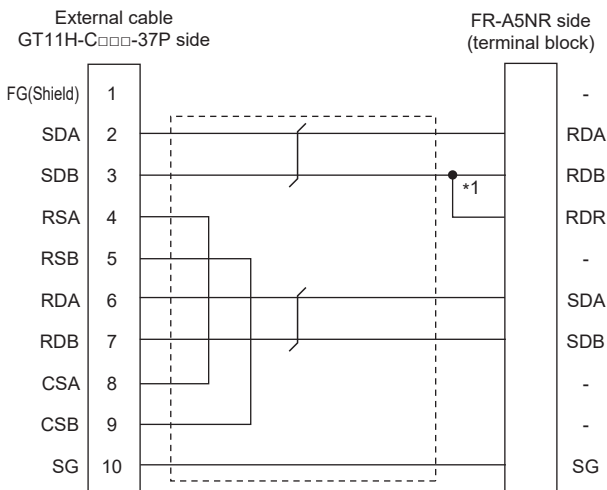 External cable
GT11H-C□□□-37P side
FR-A5NR side
(terminal block)
FG(Shield) 1 -
SDA 2 RDA
SDB 3 *1 RDB
RSA 4 RDR
RSB 5 -
RDA 6 SDA
RDB 7 SDB
CSA 8 -
CSB 9 -
SG 10 SG